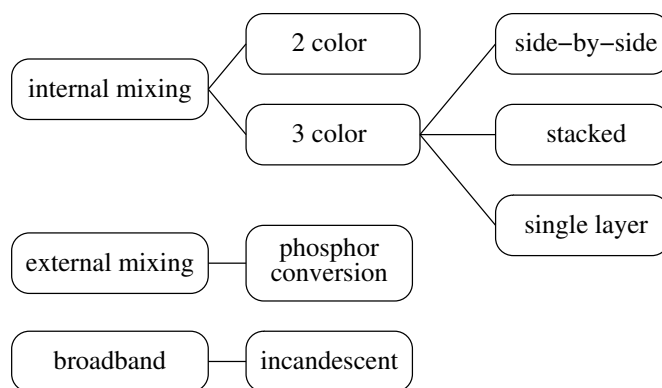 2 color
side−by−side
internal mixing
3 color
stacked
single layer
external mixing
phosphor
conversion
broadband
incandescent